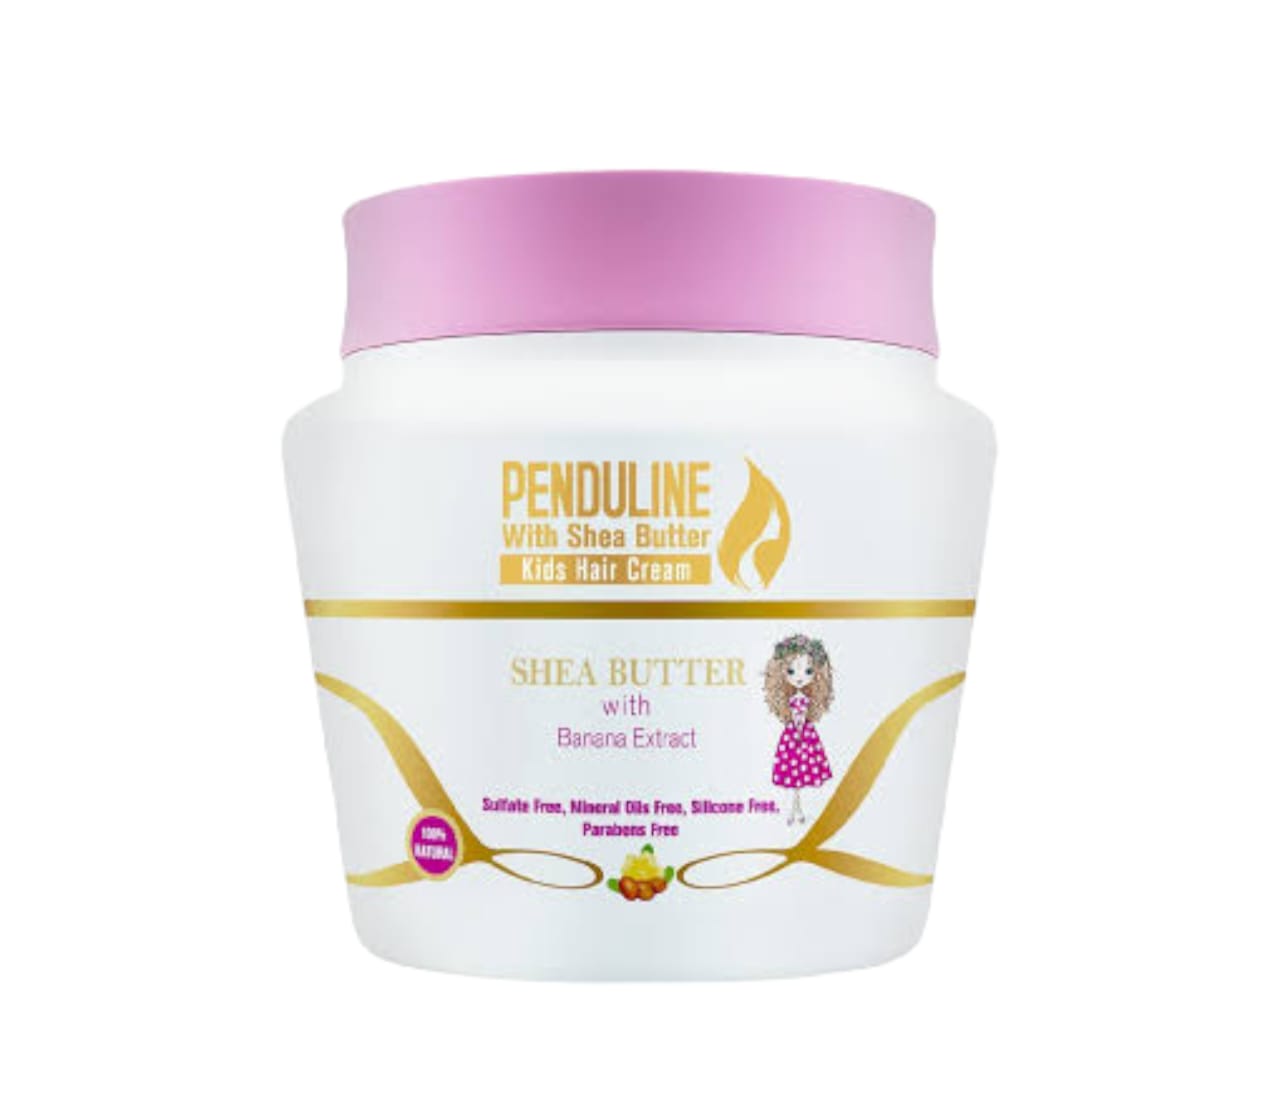 PENDULINE
With Shea Butter
Kids Hair Cream
SHEA BUTTER
with
Banana Extract
Sulfate Free, Mineral Oils Free, Silicone Free,
Parabens Free
100%
NATURAL